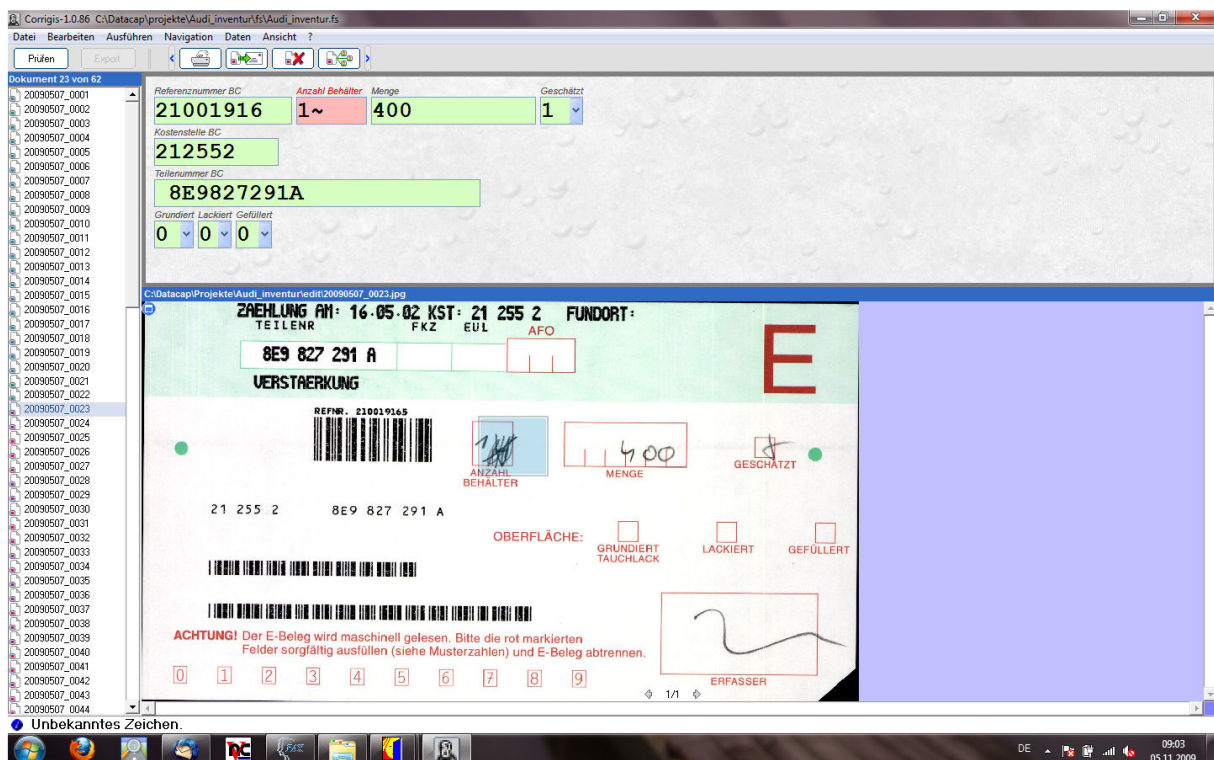 Corrigis-1.0.86 C:\Datacap\projekte\Audi_inventur\fs\Audi_inventur.fs
Datei Bearbeiten Ausführen Navigation Daten Ansicht ?
Prüfen Export
Dokument 23 von 62
20090507_0001
20090507_0002
20090507_0003
20090507_0004
20090507_0005
20090507_0006
20090507_0007
20090507_0008
20090507_0009
20090507_0010
20090507_0011
20090507_0012
20090507_0013
20090507_0014
20090507_0015
20090507_0016
20090507_0017
20090507_0018
20090507_0019
20090507_0020
20090507_0021
20090507_0022
20090507_0023
20090507_0024
20090507_0025
20090507_0026
20090507_0027
20090507_0028
20090507_0029
20090507_0030
20090507_0031
20090507_0032
20090507_0033
20090507_0034
20090507_0035
20090507_0036
20090507_0037
20090507_0038
20090507_0039
20090507_0040
20090507_0041
20090507_0042
20090507_0043
20090507_0044
Referenznummer BC Anzahl Behälter Menge Geschätzt
21001916 1~ 400 1
Kostenstelle BC
212552
Teilenummer BC
8E9827291A
Grundiert Lackiert Gefüllert
0 0 0
C:\Datacap\Projekte\Audi_inventur\edit\20090507_0023.jpg
ZAEHLUNG AM: 16.05.02 KST: 21 255 2 FUNDORT:
TEILENR FKZ EUL AFO
8E9 827 291 A
E
VERSTAERKUNG
REFNR. 210019165
400
ANZAHL BEHÄLTER
MENGE
GESCHÄTZT
21 255 2 8E9 827 291 A
OBERFLÄCHE:
GRUNDIERT TAUCHLACK
LACKIERT
GEFÜLLERT
ACHTUNG! Der E-Beleg wird maschinell gelesen. Bitte die rot markierten
Felder sorgfältig ausfüllen (siehe Musterzahlen) und E-Beleg abtrennen.
0 1 2 3 4 5 6 7 8 9
ERFASSER
1/1
Unbekanntes Zeichen.
DE 09:03
05.11.2009